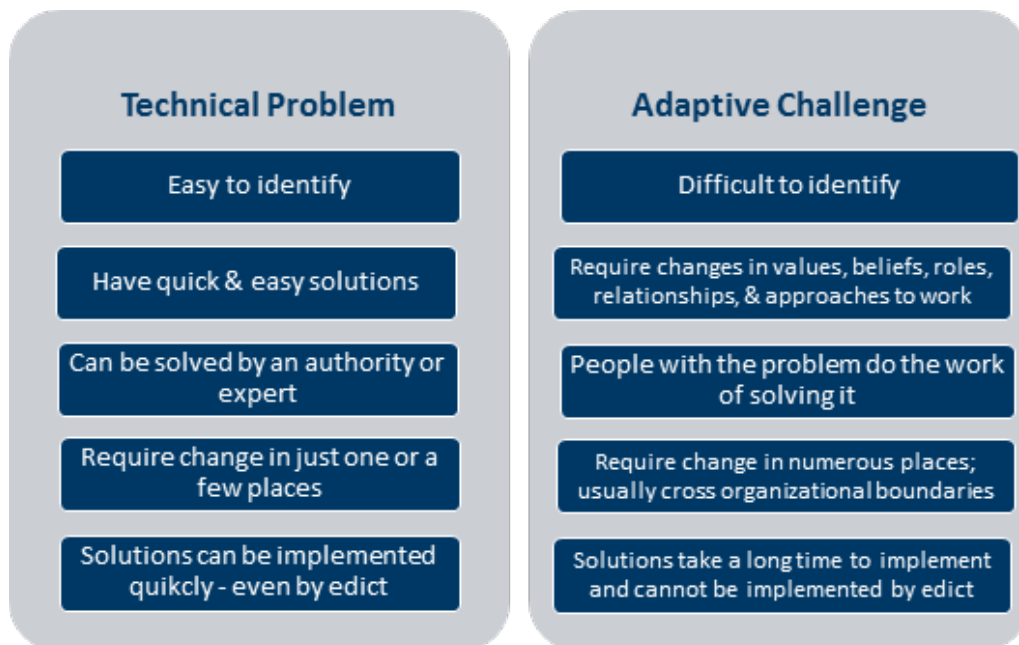 Technical Problem
Easy to identify
Have quick & easy solutions
Can be solved by an authority or
expert
Require change in just one or a
few places
Solutions can be implemented
quikcly - even by edict
Adaptive Challenge
Difficult to identify
Require changes in values, beliefs, roles,
relationships, & approaches to work
People with the problem do the work
of solving it
Require change in numerous places;
usually cross organizational boundaries
Solutions take a long time to implement
and cannot be implemented by edict